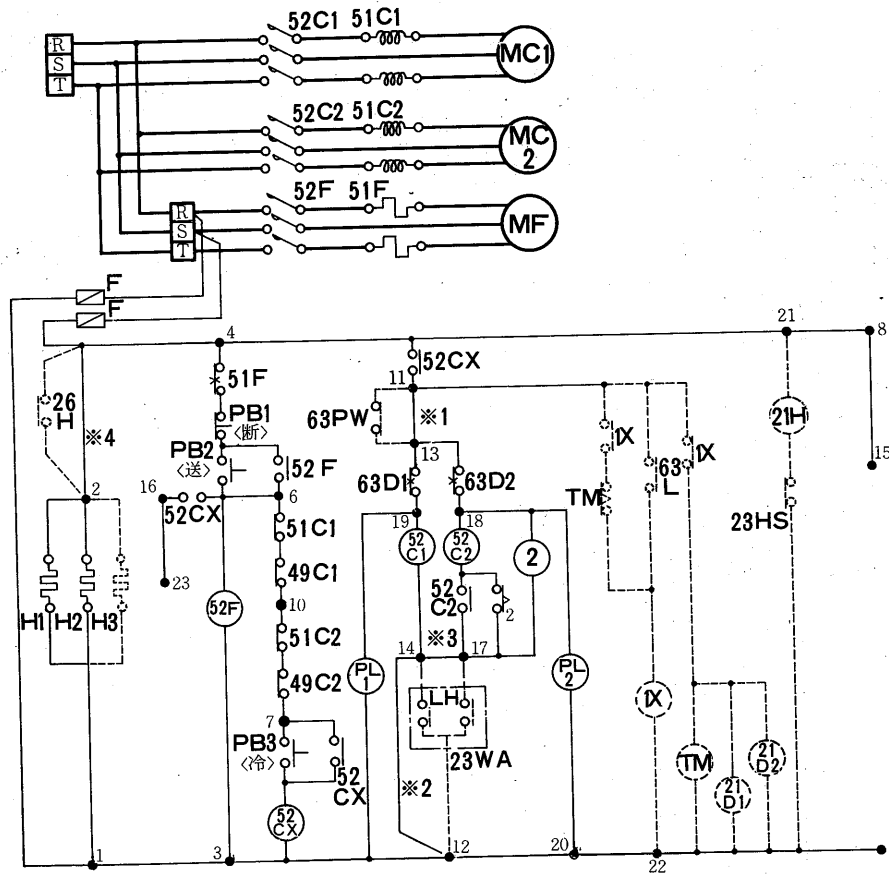 52C1 51C1
R
S
T
MC1
52C2 51C2
MC
2
52F 51F
R
S
T
MF
F
F
4
21
8
52CX
11
51F
26
H
※4
PB1
〈断〉
63PW
※1
21H
1X
1X
PB2
〈送〉
52F
13
63
L
15
63D1
63D2
TM
2
16
52CX
6
23HS
19
18
51C1
52
C1
52
C2
2
49C1
23
52
C2
2
H1
H2
H3
52F
10
※3
51C2
14
17
49C2
PL
1
PL
2
LH
1X
7
PB3
〈冷〉
23WA
52
CX
※2
TM
21
D1
21
D2
52
CX
1
3
12
20
22